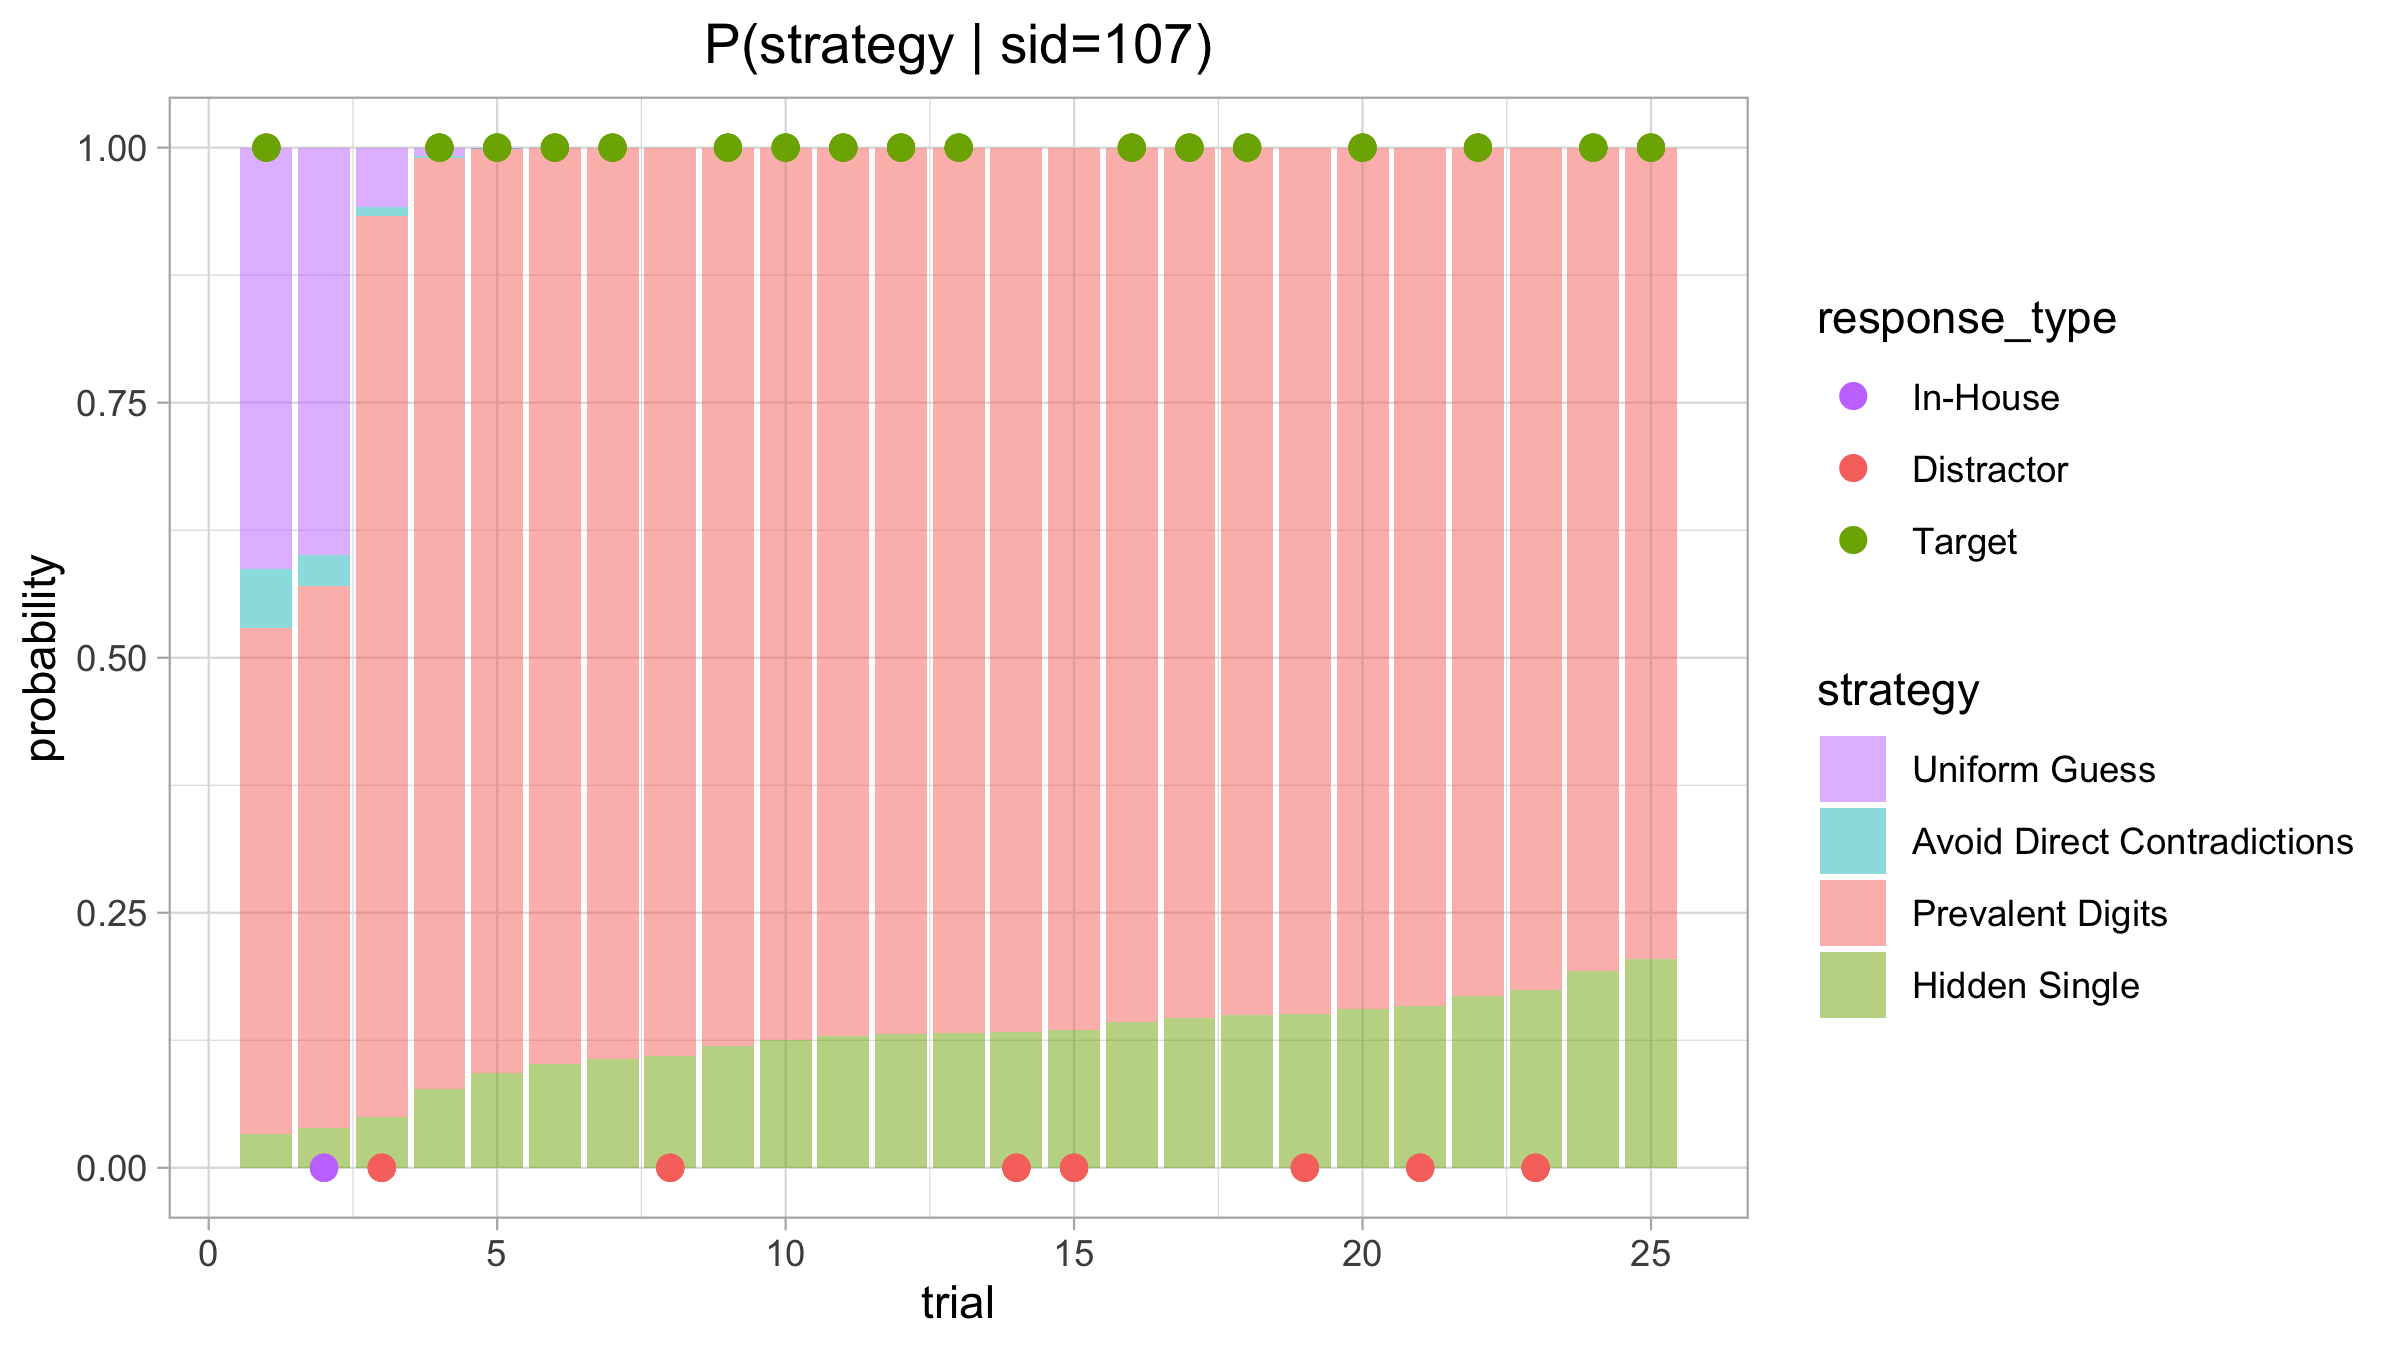 P(strategy | sid=107)
probability
1.00
0.75
0.50
0.25
0.00
0 5 10 15 20 25
trial
response_type
In-House
Distractor
Target
strategy
Uniform Guess
Avoid Direct Contradictions
Prevalent Digits
Hidden Single